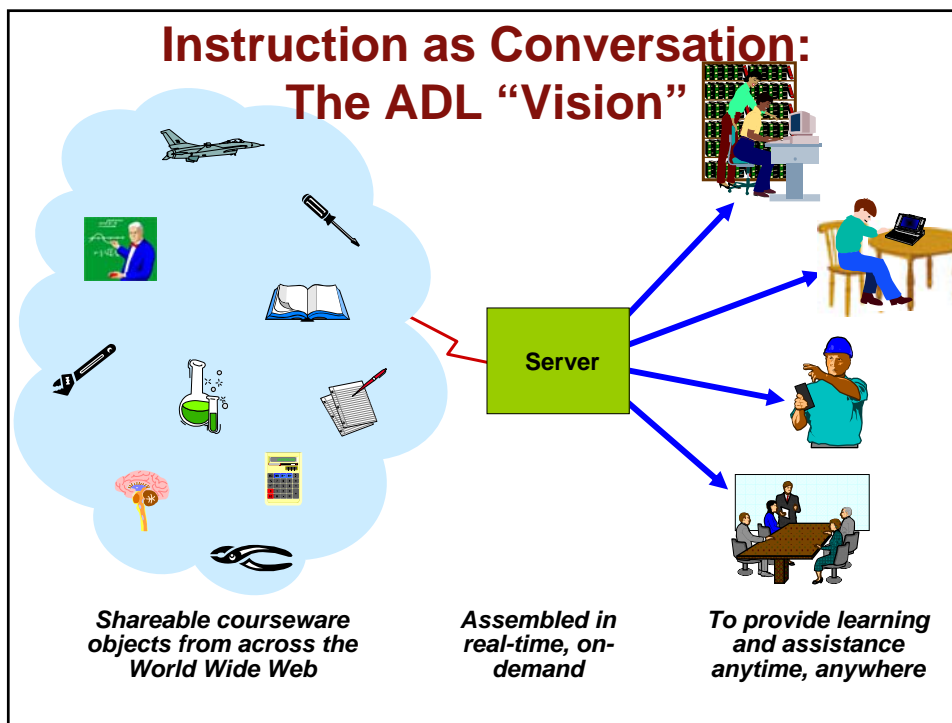 Instruction as Conversation:
The ADL “Vision”
Server
Shareable courseware
objects from across the
World Wide Web
Assembled in
real-time, on-
demand
To provide learning
and assistance
anytime, anywhere